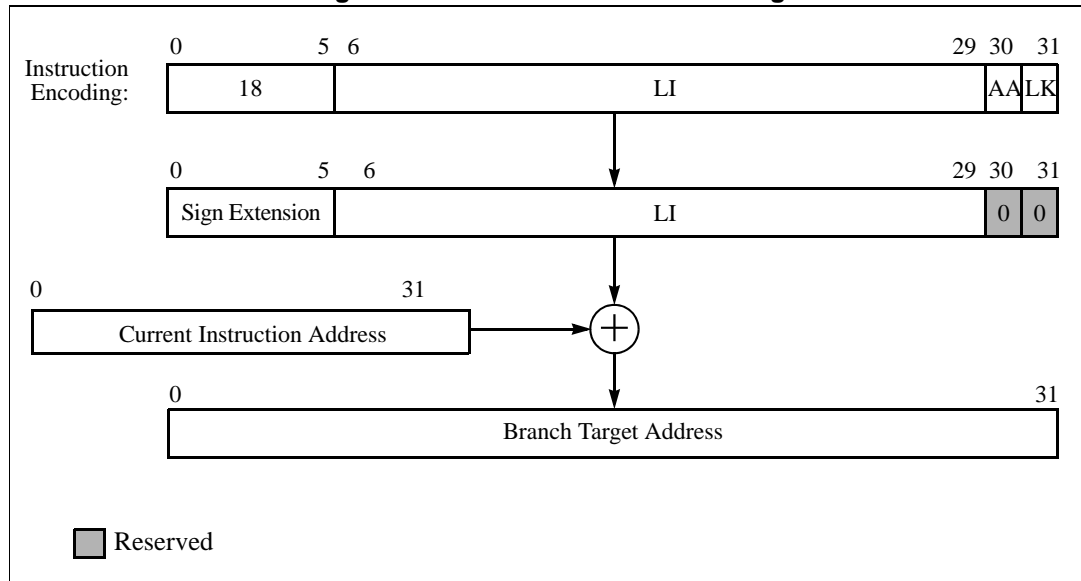 0 5 6 29 30 31
Instruction
Encoding:
18 LI AA LK
0 5 6 29 30 31
Sign Extension LI 0 0
0 31
Current Instruction Address
+
0 31
Branch Target Address
Reserved